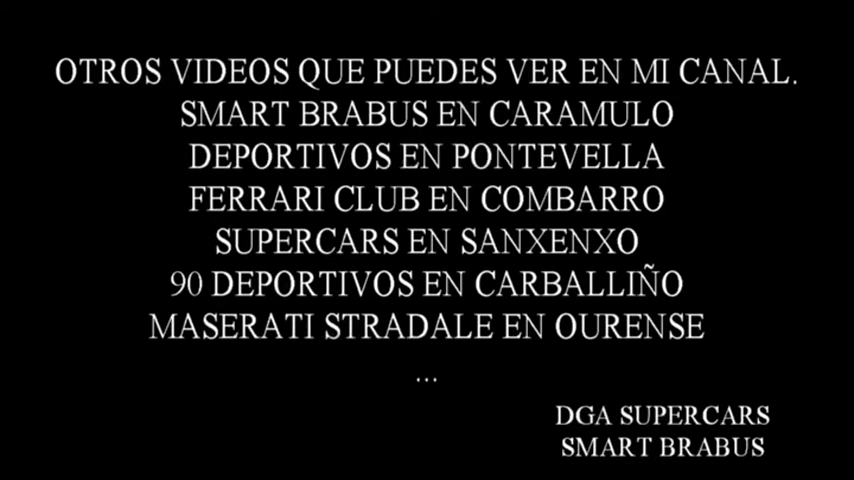 OTROS VIDEOS QUE PUEDES VER EN MI CANAL.
SMART BRABUS EN CARAMULO
DEPORTIVOS EN PONTEVELLA
FERRARI CLUB EN COMBARRO
SUPERCARS EN SANXENXO
90 DEPORTIVOS EN CARBALLIÑO
MASERATI STRADALE EN OURENSE
...
DGA SUPERCARS
SMART BRABUS